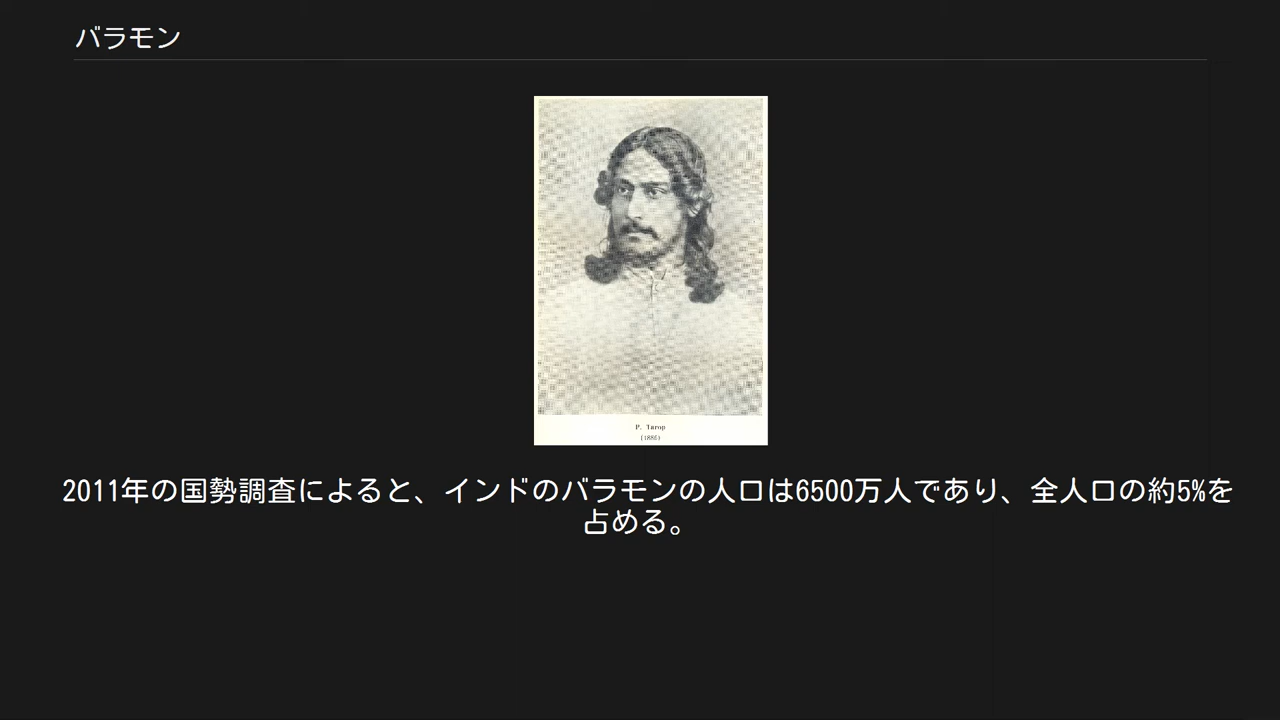 バラモン
Р. Тагор
(1886)
2011年の国勢調査によると、インドのバラモンの人口は6500万人であり、全人口の約5%を
占める。